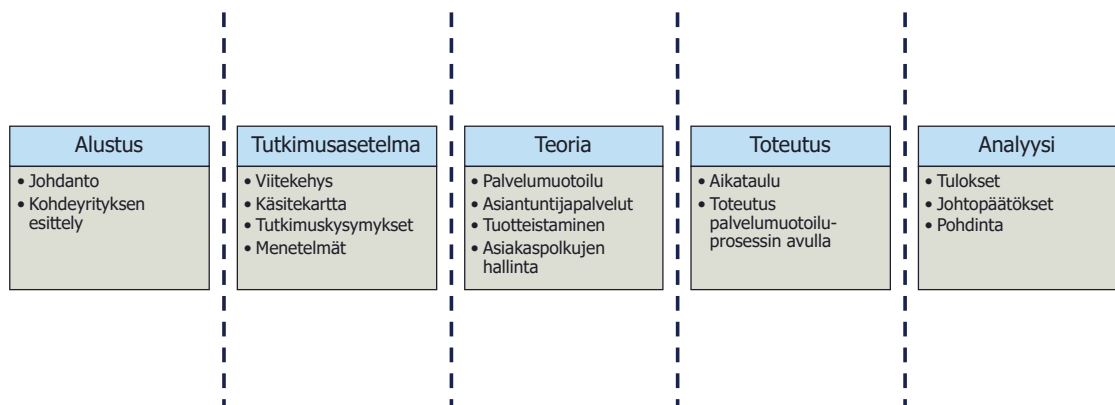 Alustus
• Johdanto
• Kohdeyrityksen
esittely
Tutkimusasetelma
• Viitekehys
• Käsitekartta
• Tutkimuskysymykset
• Menetelmät
Teoria
• Palvelumuotoilu
• Asiantuntijapalvelut
• Tuotteistaminen
• Asiakaspolkujen
hallinta
Toteutus
• Aikataulu
• Toteutus
palvelumuotoilu-
prosessin avulla
Analyysi
• Tulokset
• Johtopäätökset
• Pohdinta